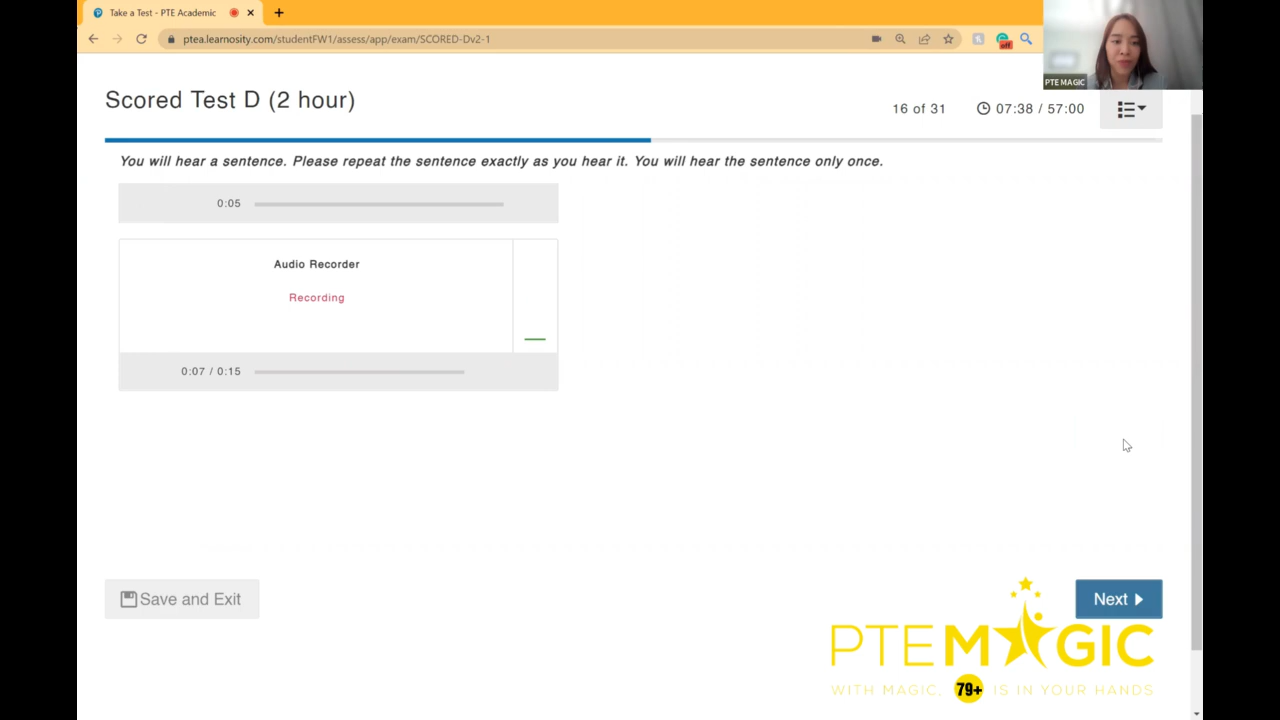 Take a Test - PTE Academic
ptea.learnosity.com/studentFW1/assess/app/exam/SCORED-Dv2-1
off
PTE MAGIC
Scored Test D (2 hour)
16 of 31
07:38 / 57:00
You will hear a sentence. Please repeat the sentence exactly as you hear it. You will hear the sentence only once.
0:05
Audio Recorder
Recording
0:07 / 0:15
Save and Exit
Next
PTEMAGIC
WITH MAGIC, 79+ IS IN YOUR HANDS